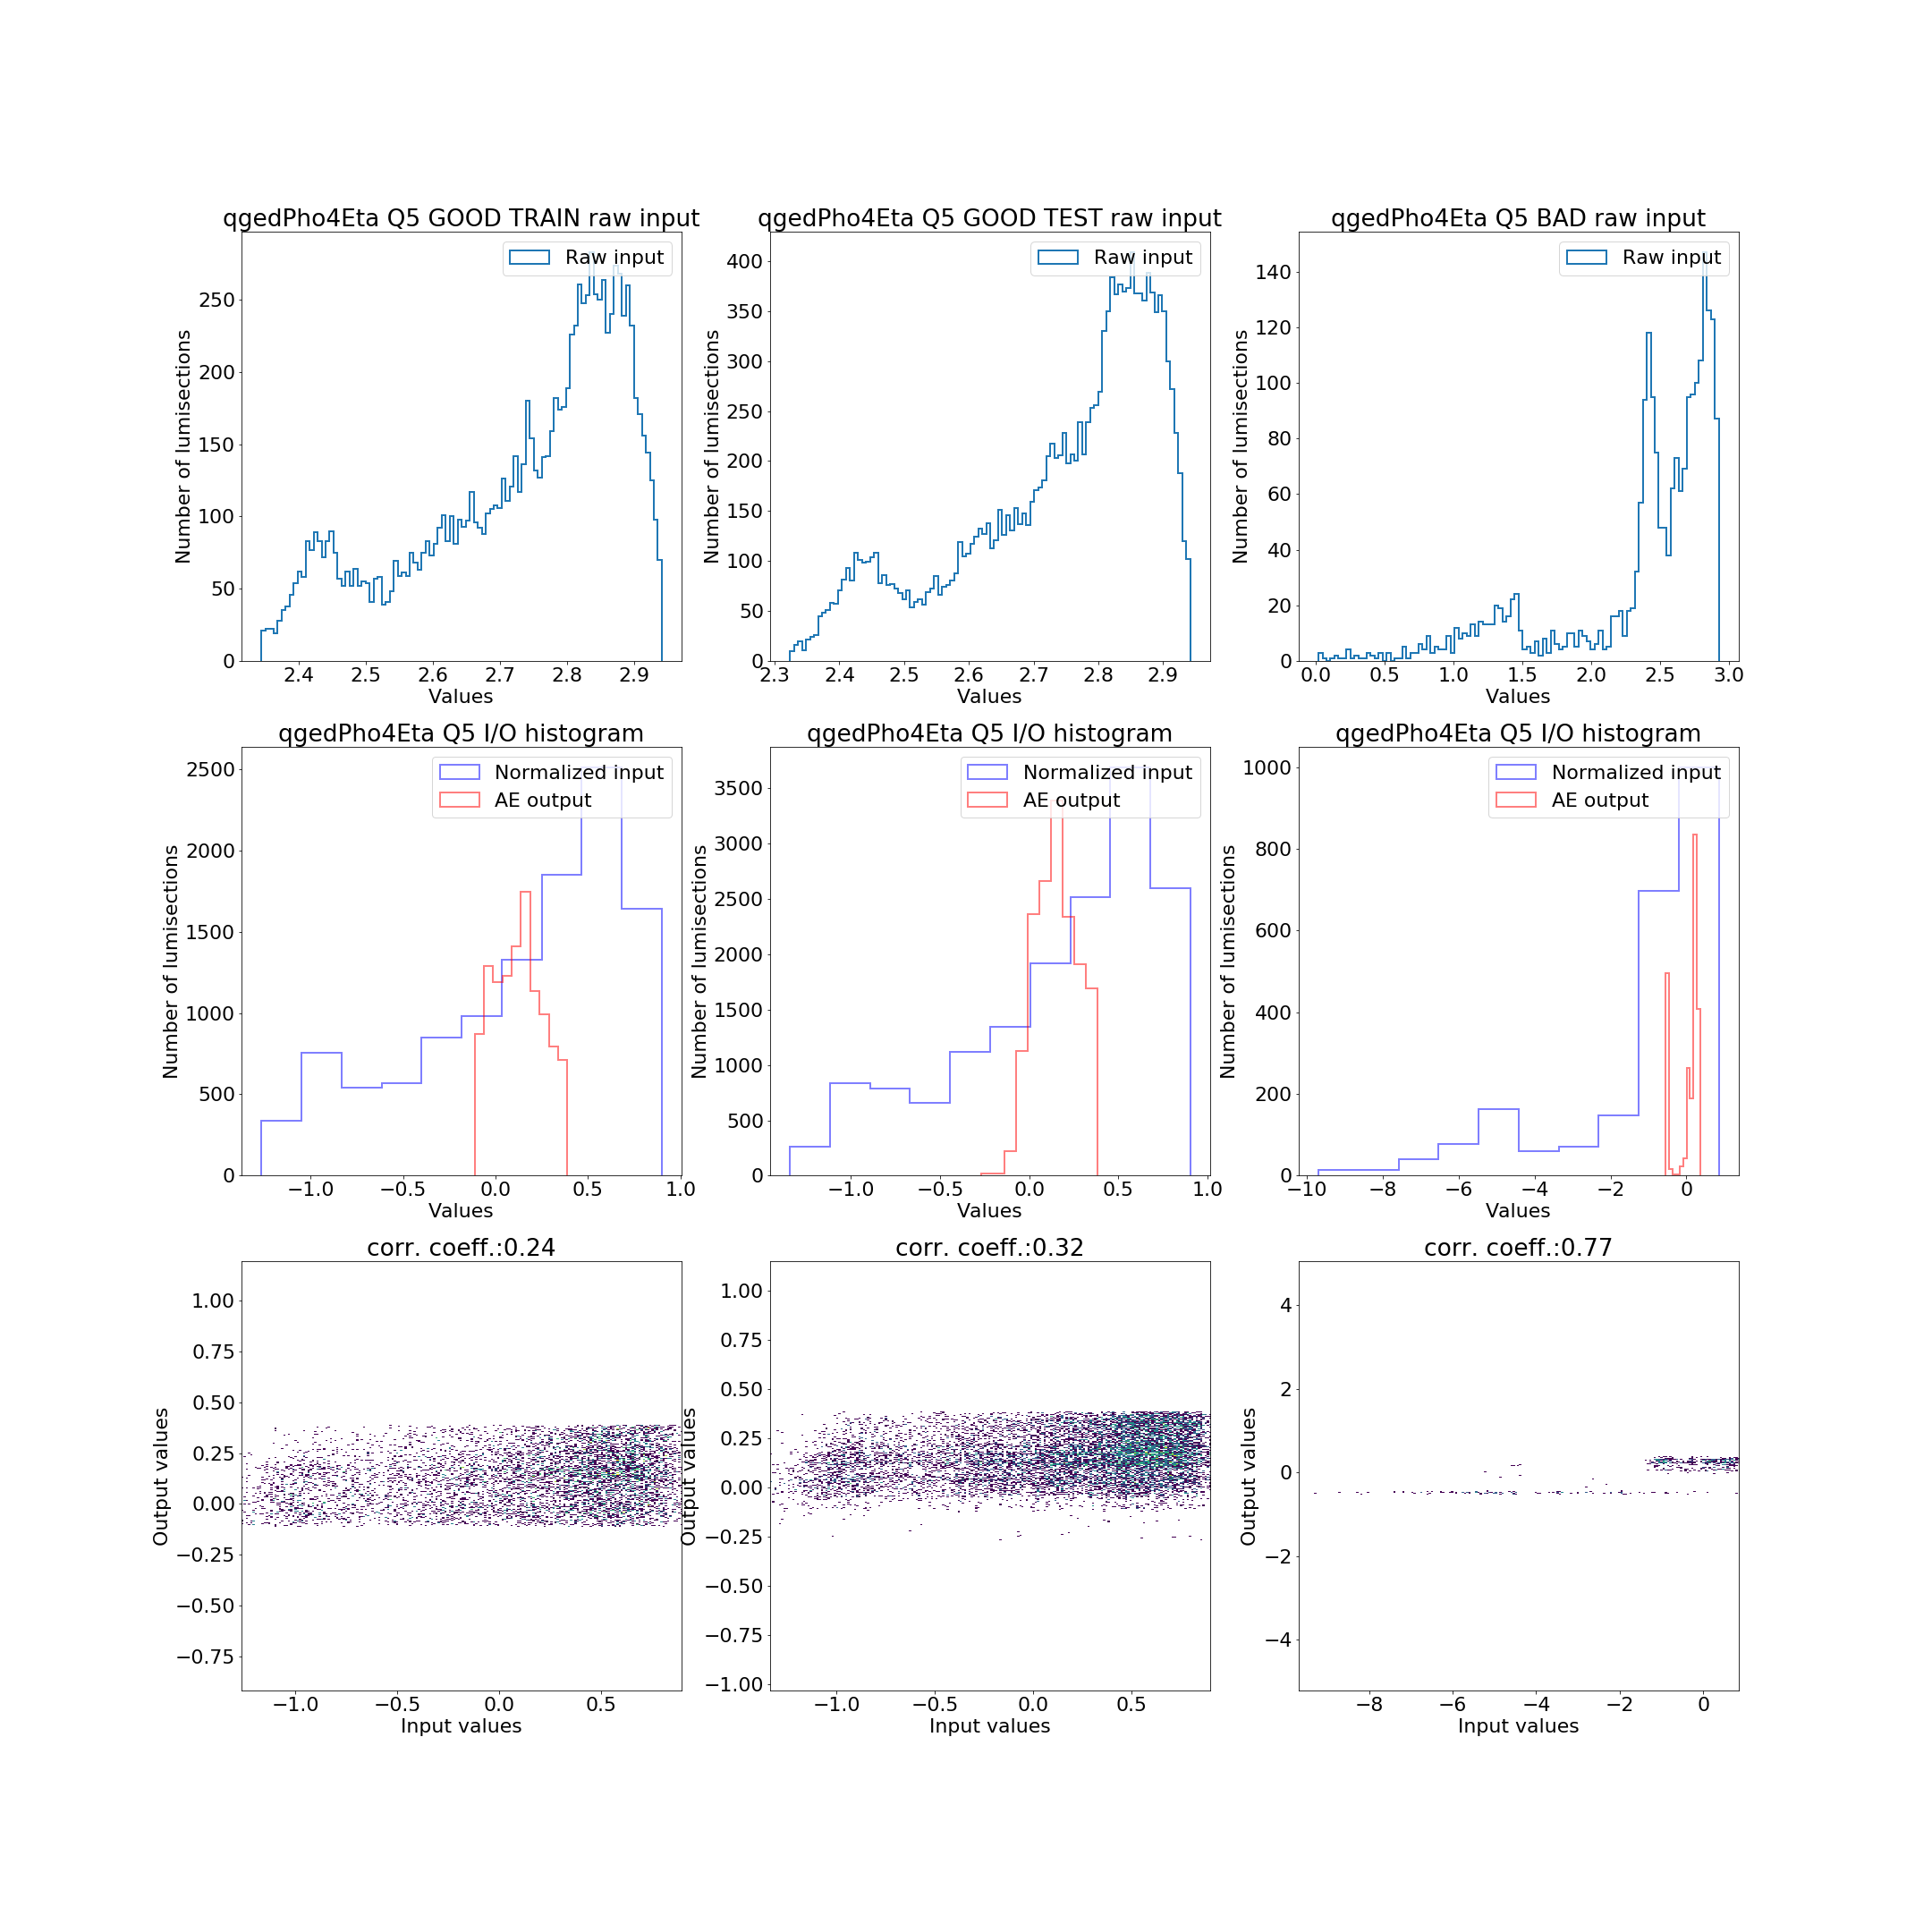 qgedPho4Eta Q5 GOOD TRAIN raw input
Raw input
Number of lumisections
250
200
150
100
50
0
2.4 2.5 2.6 2.7 2.8 2.9
Values
qgedPho4Eta Q5 GOOD TEST raw input
Raw input
Number of lumisections
400
350
300
250
200
150
100
50
0
2.3 2.4 2.5 2.6 2.7 2.8 2.9
Values
qgedPho4Eta Q5 BAD raw input
Raw input
Number of lumisections
140
120
100
80
60
40
20
0
0.0 0.5 1.0 1.5 2.0 2.5 3.0
Values
qgedPho4Eta Q5 I/O histogram
Normalized input
AE output
Number of lumisections
2500
2000
1500
1000
500
0
−1.0 −0.5 0.0 0.5 1.0
Values
qgedPho4Eta Q5 I/O histogram
Normalized input
AE output
Number of lumisections
3500
3000
2500
2000
1500
1000
500
0
−1.0 −0.5 0.0 0.5 1.0
Values
qgedPho4Eta Q5 I/O histogram
Normalized input
AE output
Number of lumisections
1000
800
600
400
200
0
−10 −8 −6 −4 −2 0
Values
corr. coeff.:0.24
Output values
1.00
0.75
0.50
0.25
0.00
−0.25
−0.50
−0.75
−1.0 −0.5 0.0 0.5
Input values
corr. coeff.:0.32
Output values
1.00
0.75
0.50
0.25
0.00
−0.25
−0.50
−0.75
−1.00
−1.0 −0.5 0.0 0.5
Input values
corr. coeff.:0.77
Output values
4
2
0
−2
−4
−8 −6 −4 −2 0
Input values